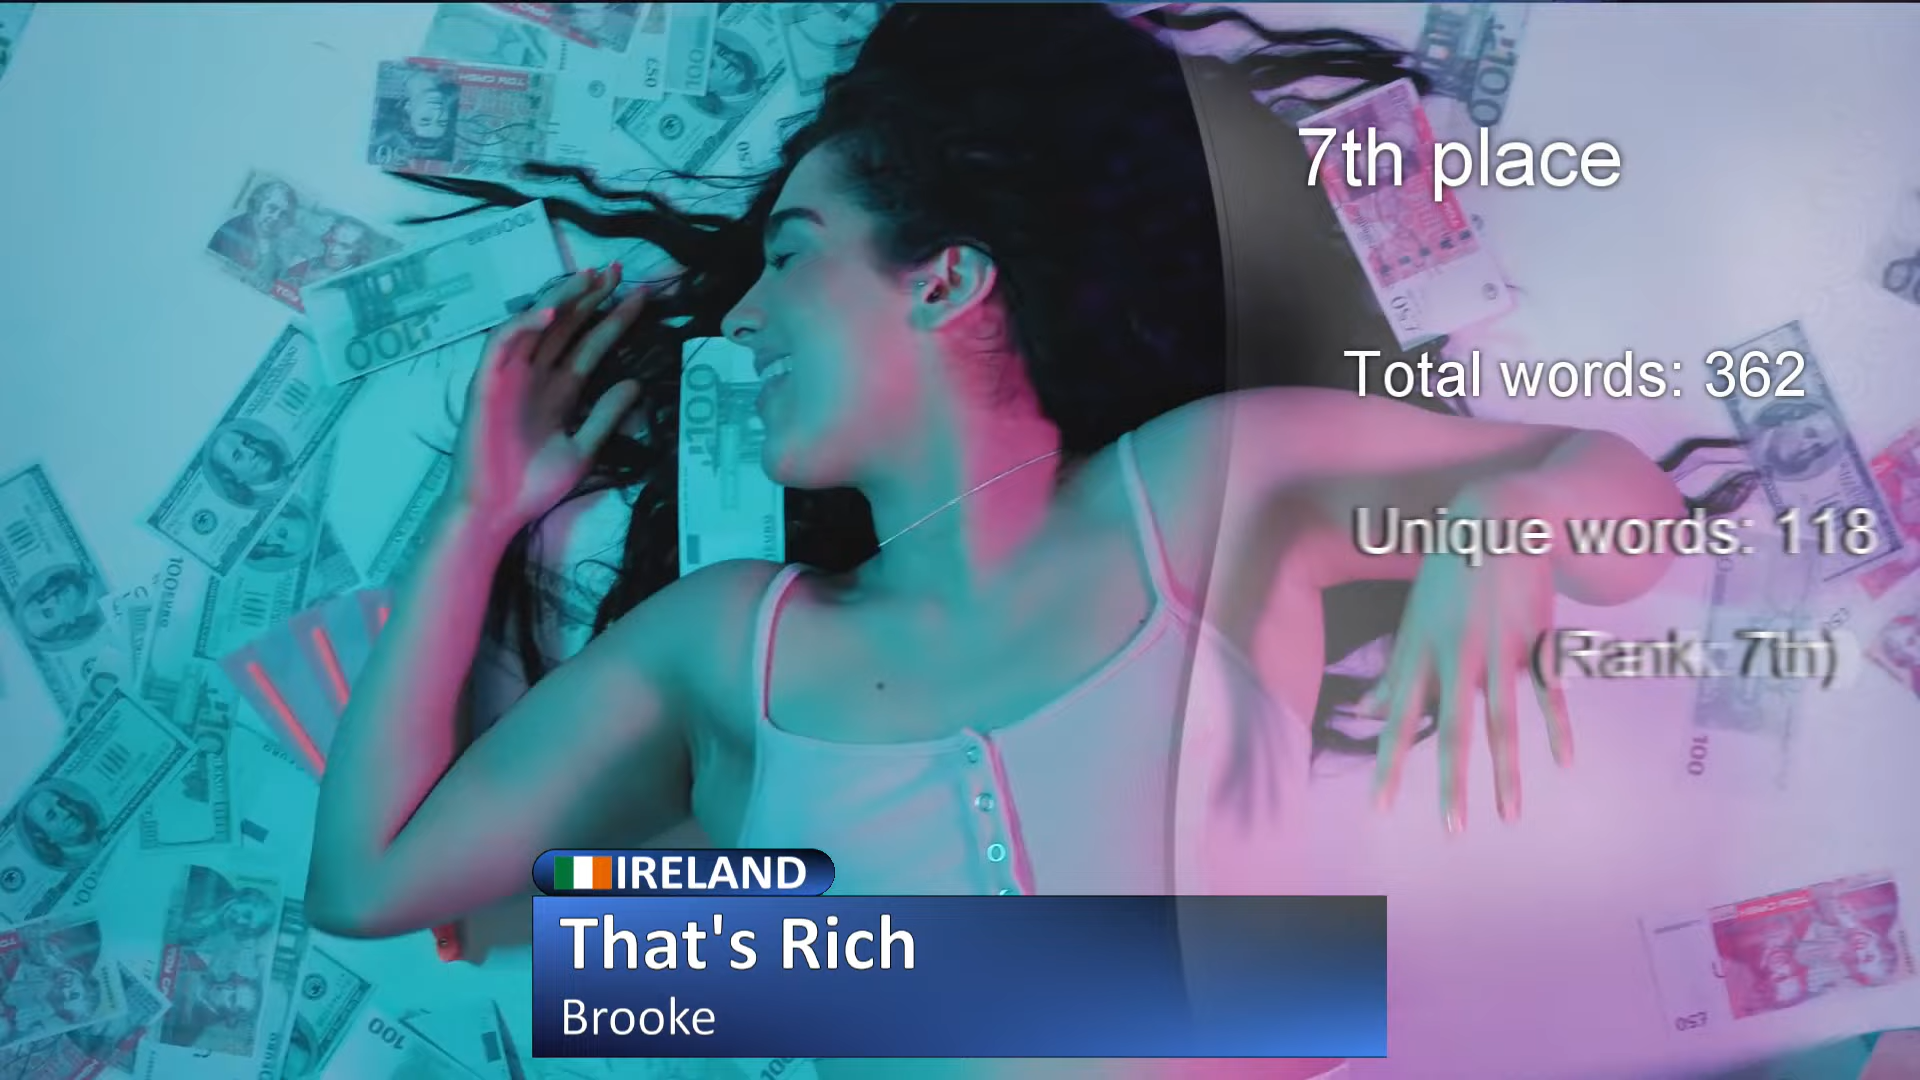 7th place
Total words: 362
Unique words: 118
(Rank: 7th)
IRELAND
That's Rich
Brooke